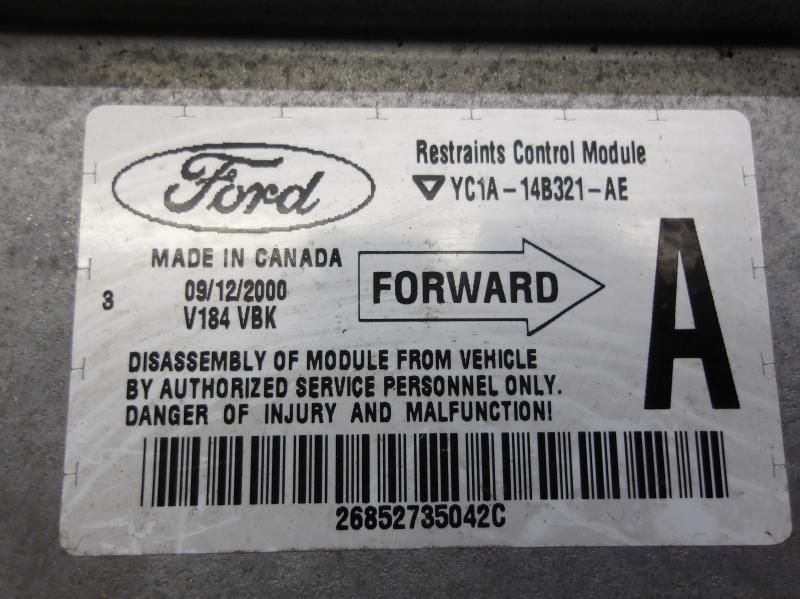 Ford
Restraints Control Module
YC1A-14B321-AE
MADE IN CANADA
3
09/12/2000
V184 VBK
FORWARD
A
DISASSEMBLY OF MODULE FROM VEHICLE
BY AUTHORIZED SERVICE PERSONNEL ONLY.
DANGER OF INJURY AND MALFUNCTION!
26852735042C